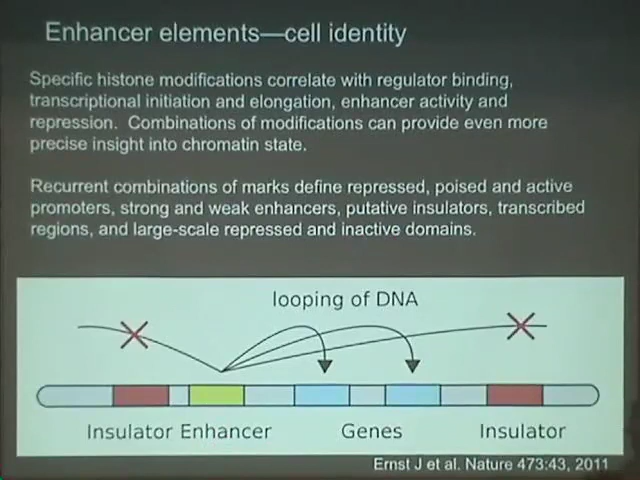 Enhancer elements—cell identity
Specific histone modifications correlate with regulator binding,
transcriptional initiation and elongation, enhancer activity and
repression. Combinations of modifications can provide even more
precise insight into chromatin state.
Recurrent combinations of marks define repressed, poised and active
promoters, strong and weak enhancers, putative insulators, transcribed
regions, and large-scale repressed and inactive domains.
looping of DNA
Insulator Enhancer Genes Insulator
Ernst J et al. Nature 473:43, 2011